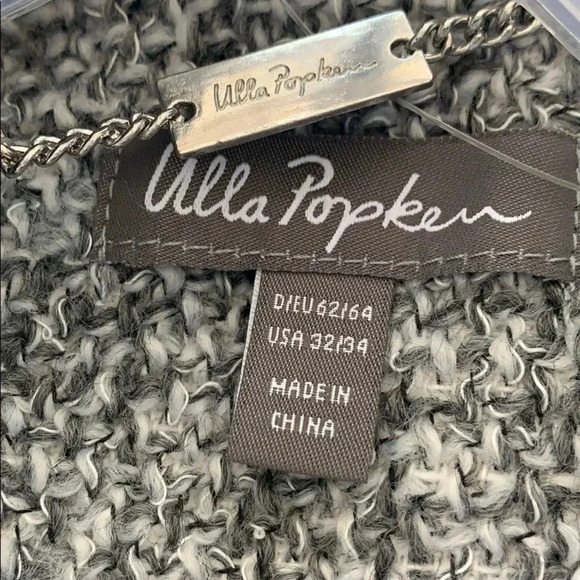 Ulla Popken
Ulla Popken
D/EU 62/64
USA 32/34
MADE IN
CHINA